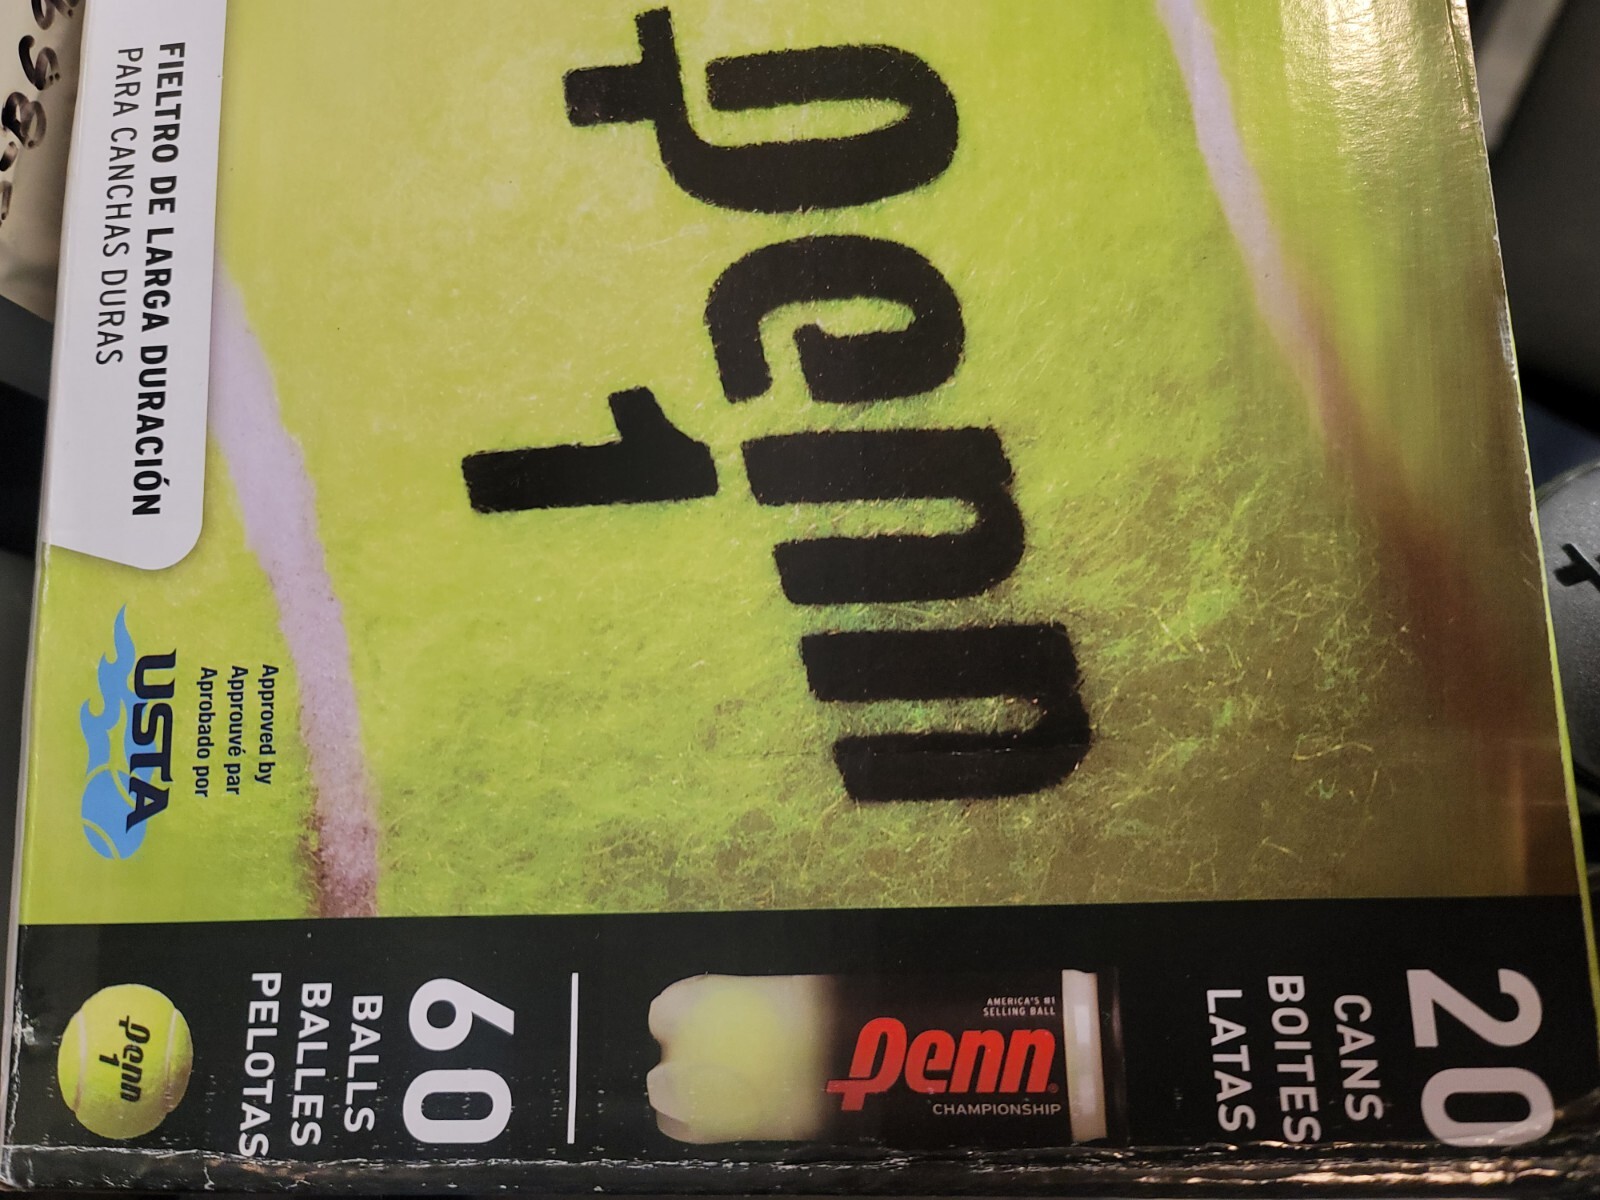 Penn
1
FIELTRO DE LARGA DURACIÓN
PARA CANCHAS DURAS
Approved by
Approuvé par
Aprobado por
USTA
20
CANS
BOITES
LATAS
AMERICA'S #1
SELLING BALL
Penn®
CHAMPIONSHIP
60
BALLS
BALLES
PELOTAS
Penn
1